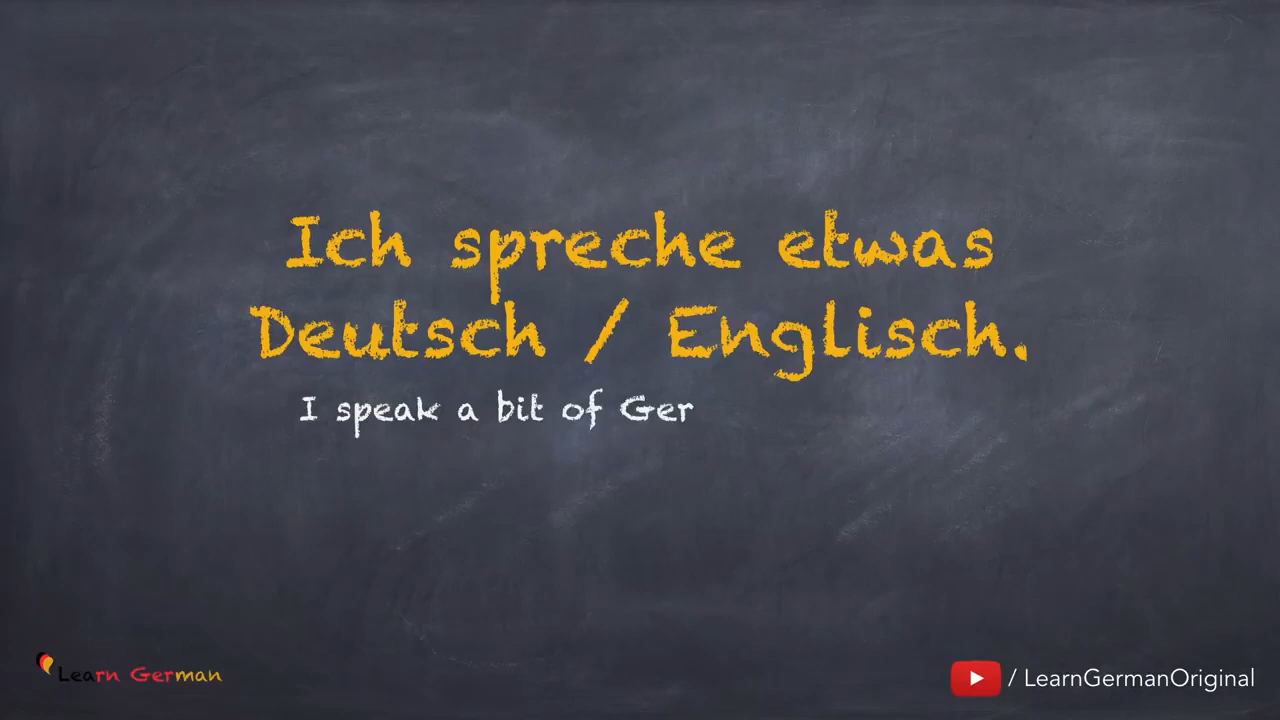 Ich spreche etwas
Deutsch / Englisch.
I speak a bit of Ger
Learn German
/ LearnGermanOriginal